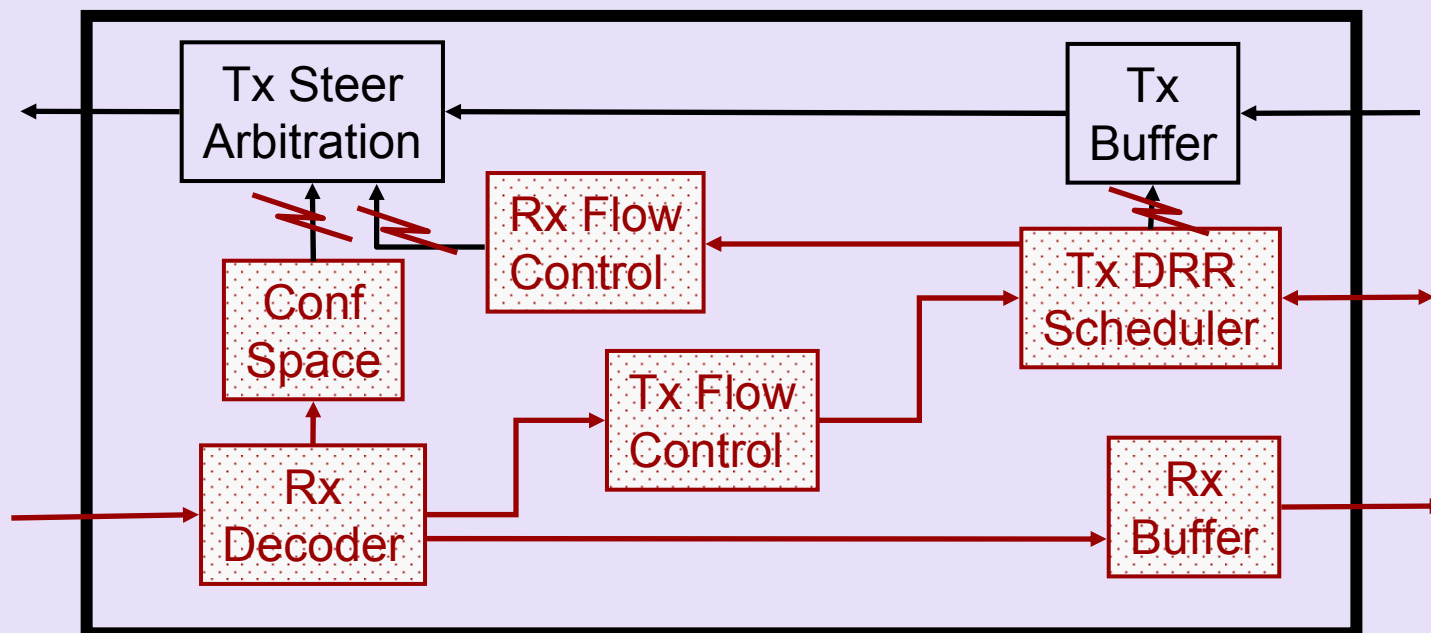 Tx Steer
Arbitration
Tx
Buffer
Rx Flow
Control
Tx DRR
Scheduler
Conf
Space
Tx Flow
Control
Rx
Decoder
Rx
Buffer